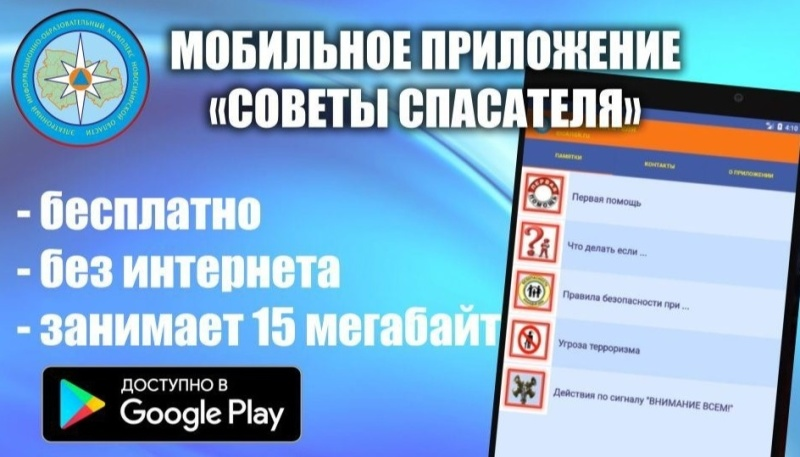 ЭЛЕКТРОННЫЙ ИНФОРМАЦИОННО-ОБРАЗОВАТЕЛЬНЫЙ КОМПЛЕКС НОВОСИБИРСКОЙ ОБЛАСТИ
МОБИЛЬНОЕ ПРИЛОЖЕНИЕ
«СОВЕТЫ СПАСАТЕЛЯ»
- бесплатно
- без интернета
- занимает 15 мегабайт
ДОСТУПНО В
Google Play
4:10
ПАМЯТКИ
КОНТАКТЫ
О ПРИЛОЖЕНИИ
Первая помощь
Что делать если ...
Правила безопасности при ...
Угроза терроризма
Действия по сигналу "ВНИМАНИЕ ВСЕМ!"